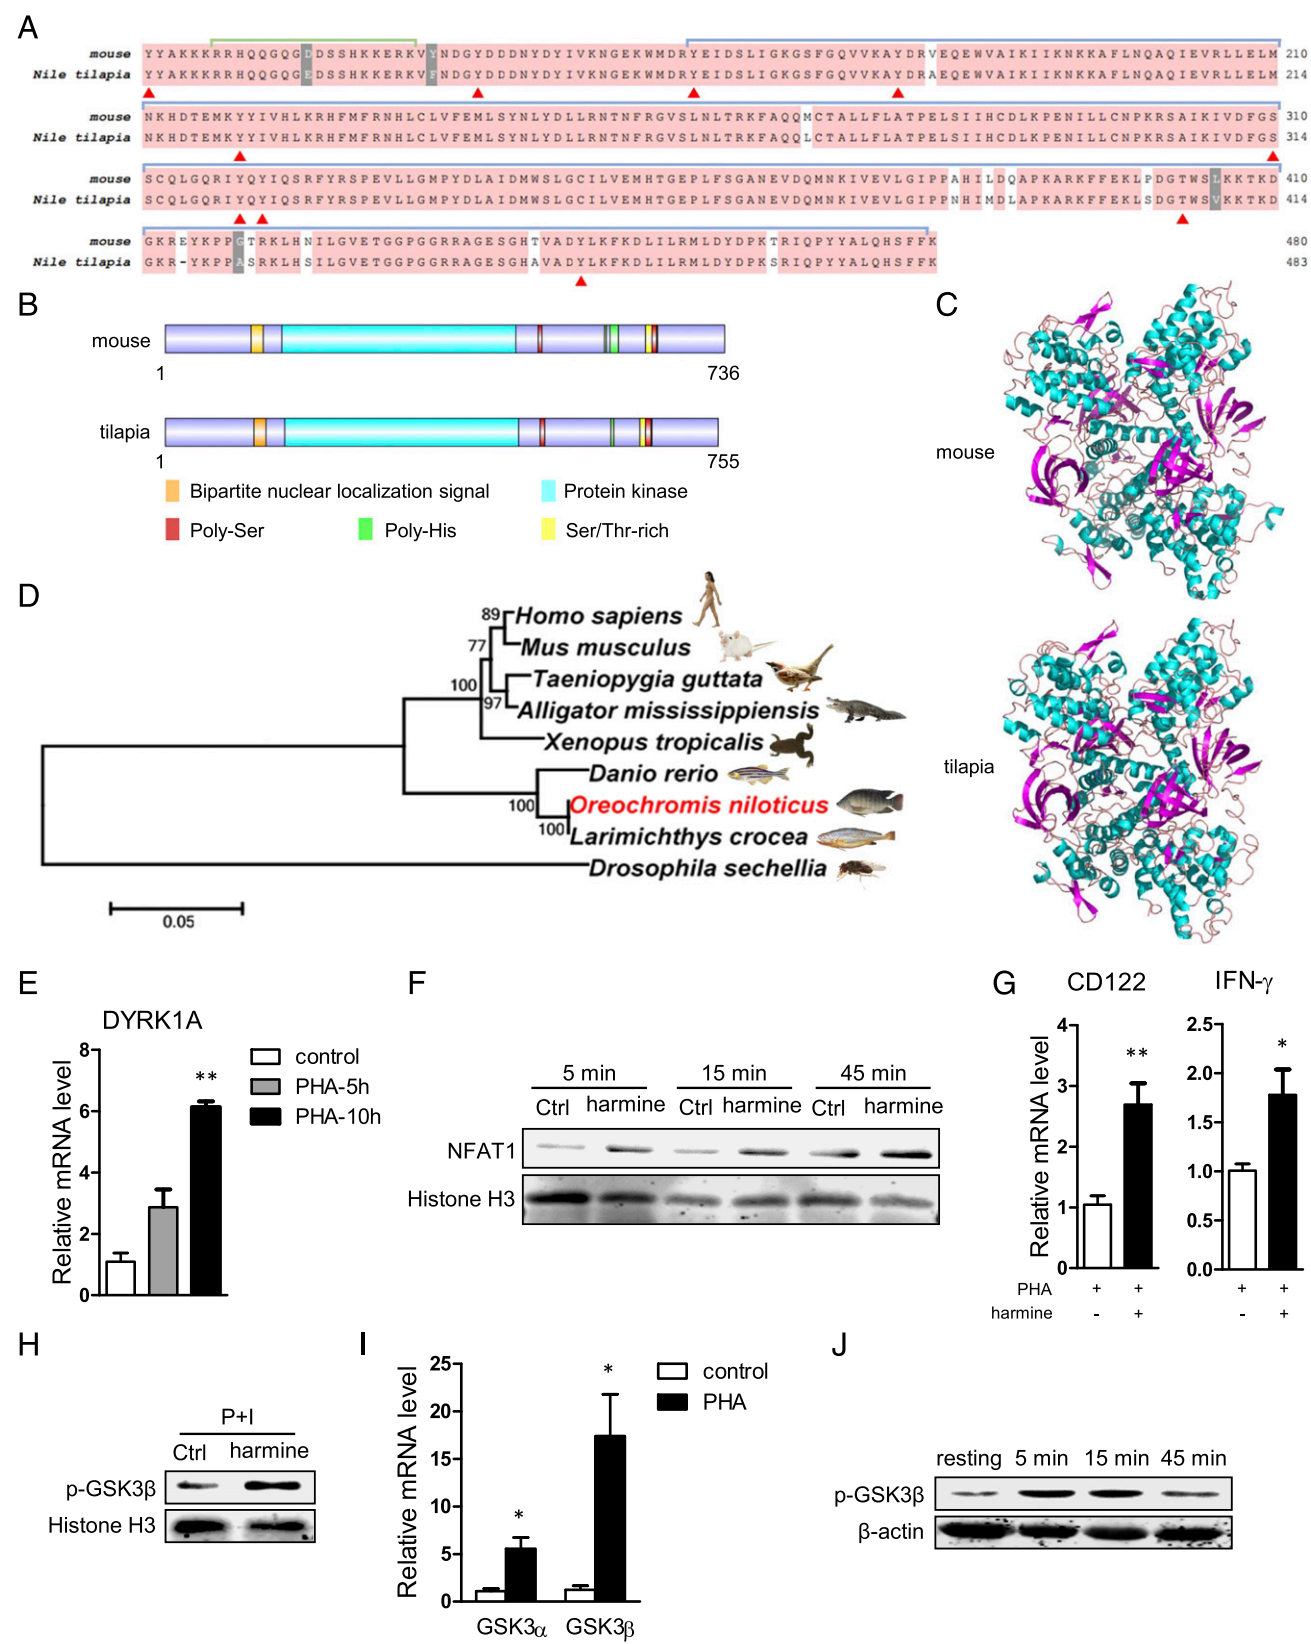 A
mouse YYAKKKRRHQQGQGDDSSHKKERKVYNDGYDDDNYDYIVKNGEKWMDRYEIDSLIGKGSFGQVVKAYDRVEQEWVAIKIIKNKKAFLNQAQIEVRLLELM 210
Nile tilapia YYAKKKRRHQQGQGEDSSHKKERKVFNDGYDDDNYDYIVKNGEKWMDRYEIDSLIGKGSFGQVVKAYDRAEQEWVAIKIIKNKKAFLNQAQIEVRLLELM 214
mouse NKHDTEMKYYIVHLKRHFMFRNHLCLVFEMLSYNLYDLLRNTNFRGVSLNLTRKFAQQMCTALLFLATPELSIIHCDLKPENILLCNPKRSAIKIVDFGS 310
Nile tilapia NKHDTEMKYYIVHLKRHFMFRNHLCLVFEMLSYNLYDLLRNTNFRGVSLNLTRKFAQQLCTALLFLATPELSIIHCDLKPENILLCNPKRSAIKIVDFGS 314
mouse SCQLGQRIYQYIQSRFYRSPEVLLGMPYDLAIDMWSLGCILVEMHTGEPLFSGANEVDQMNKIVEVLGIPPAHILDQAPKARKFFEKLPDGTWSLKKTKD 410
Nile tilapia SCQLGQRIYQYIQSRFYRSPEVLLGMPYDLAIDMWSLGCILVEMHTGEPLFSGANEVDQMNKIVEVLGIPPNHIMDLAPKARKFFEKLSDGTWSVKKTKD 414
mouse GKREYKPPGTRKLHNILGVETGGPGGRRAGESGHTVADYLKFKDLILRMLDYDPKTRIQPYYALQHSFFK 480
Nile tilapia GKR-YKPPASRKLHSILGVETGGPGGRRAGESGHAVADYLKFKDLILRMLDYDPKSRIQPYYALQHSFFK 483
B
mouse
1 736
tilapia
1 755
Bipartite nuclear localization signal Protein kinase
Poly-Ser Poly-His Ser/Thr-rich
C
mouse
tilapia
D
89 Homo sapiens
77 Mus musculus
Taeniopygia guttata
100 97 Alligator mississippiensis
Xenopus tropicalis
Danio rerio
100 Oreochromis niloticus
100 Larimichthys crocea
Drosophila sechellia
0.05
E
DYRK1A
Relative mRNA level
8
6
4
2
0
**
control
PHA-5h
PHA-10h
F
5 min 15 min 45 min
Ctrl harmine Ctrl harmine Ctrl harmine
NFAT1
Histone H3
G
CD122 IFN-γ
Relative mRNA level
4
3
2
1
0
**
2.5
2.0
1.5
1.0
0.5
0.0
*
PHA + + + +
harmine - + - +
H
P+I
Ctrl harmine
p-GSK3β
Histone H3
I
Relative mRNA level
25
20
15
10
5
0
* *
GSK3α GSK3β
control
PHA
J
resting 5 min 15 min 45 min
p-GSK3β
β-actin